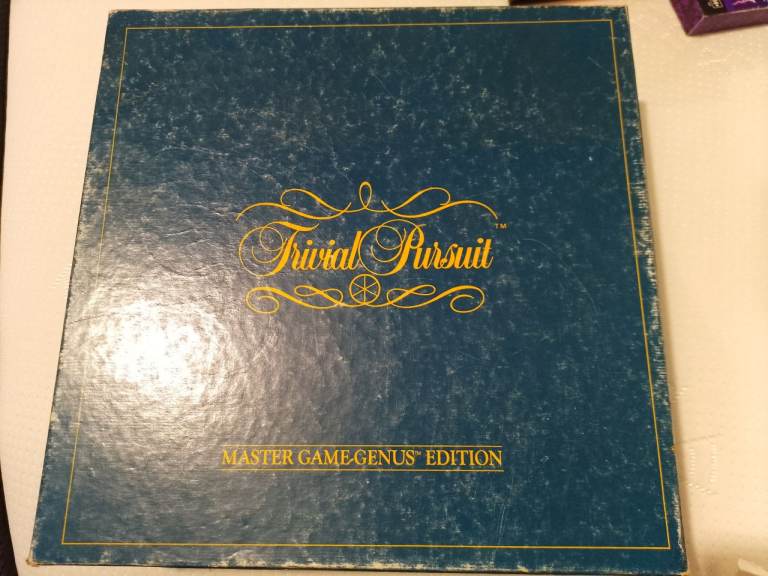 Trivial Pursuit™
MASTER GAME-GENUS™ EDITION